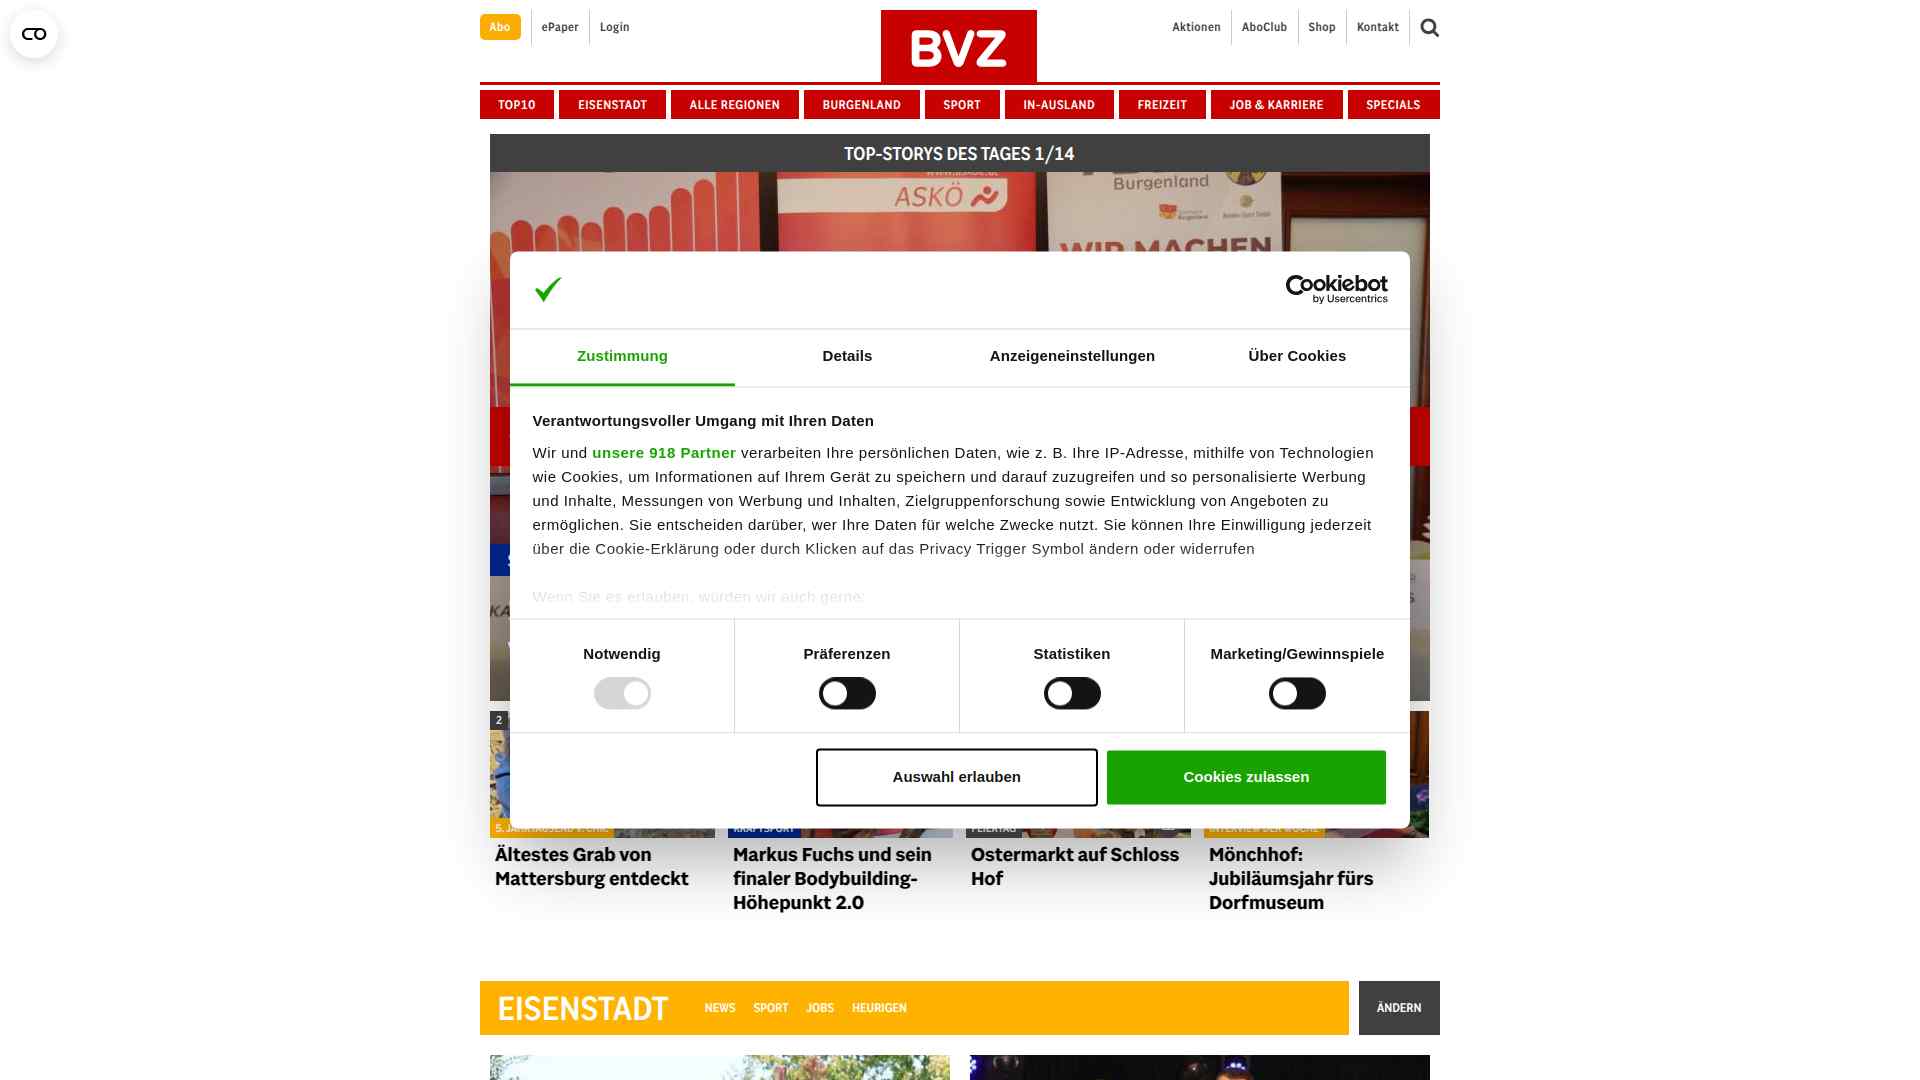 Abo
ePaper
Login
BVZ
Aktionen
AboClub
Shop
Kontakt
TOP10
EISENSTADT
ALLE REGIONEN
BURGENLAND
SPORT
IN-AUSLAND
FREIZEIT
JOB & KARRIERE
SPECIALS
TOP-STORYS DES TAGES 1/14
ASKÖ
Burgenland
WIR MACHEN
Cookiebot
by Usercentrics
Zustimmung
Details
Anzeigeneinstellungen
Über Cookies
Verantwortungsvoller Umgang mit Ihren Daten
Wir und unsere 918 Partner verarbeiten Ihre persönlichen Daten, wie z. B. Ihre IP-Adresse, mithilfe von Technologien
wie Cookies, um Informationen auf Ihrem Gerät zu speichern und darauf zuzugreifen und so personalisierte Werbung
und Inhalte, Messungen von Werbung und Inhalten, Zielgruppenforschung sowie Entwicklung von Angeboten zu
ermöglichen. Sie entscheiden darüber, wer Ihre Daten für welche Zwecke nutzt. Sie können Ihre Einwilligung jederzeit
über die Cookie-Erklärung oder durch Klicken auf das Privacy Trigger Symbol ändern oder widerrufen
Wenn Sie es erlauben, würden wir auch gerne:
Notwendig
Präferenzen
Statistiken
Marketing/Gewinnspiele
Auswahl erlauben
Cookies zulassen
2
5. JAHRTAUSEND V. CHR.
KRAFTSPORT
FEIERTAG
INTERVIEW DER WOCHE
Ältestes Grab von
Mattersburg entdeckt
Markus Fuchs und sein
finaler Bodybuilding-
Höhepunkt 2.0
Ostermarkt auf Schloss
Hof
Mönchhof:
Jubiläumsjahr fürs
Dorfmuseum
EISENSTADT
NEWS
SPORT
JOBS
HEURIGEN
ÄNDERN